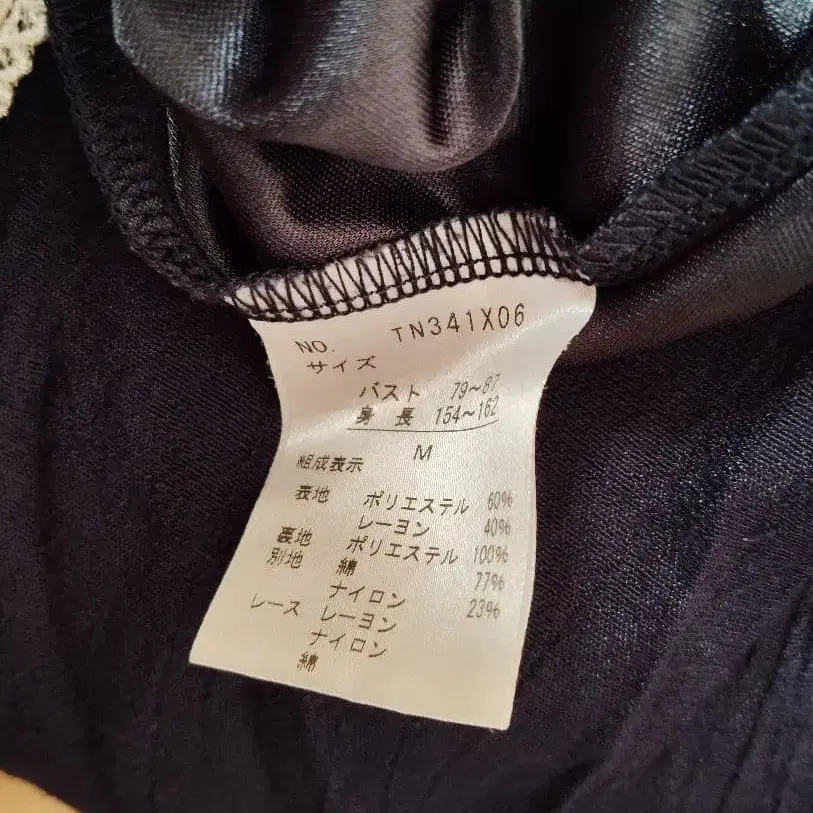 NO. TN341X06
サイズ
バスト 79~87
身長 154~162
M
組成表示
表地 ポリエステル 60%
レーヨン 40%
裏地 ポリエステル 100%
別地 綿 77%
ナイロン 23%
レース レーヨン
ナイロン
綿